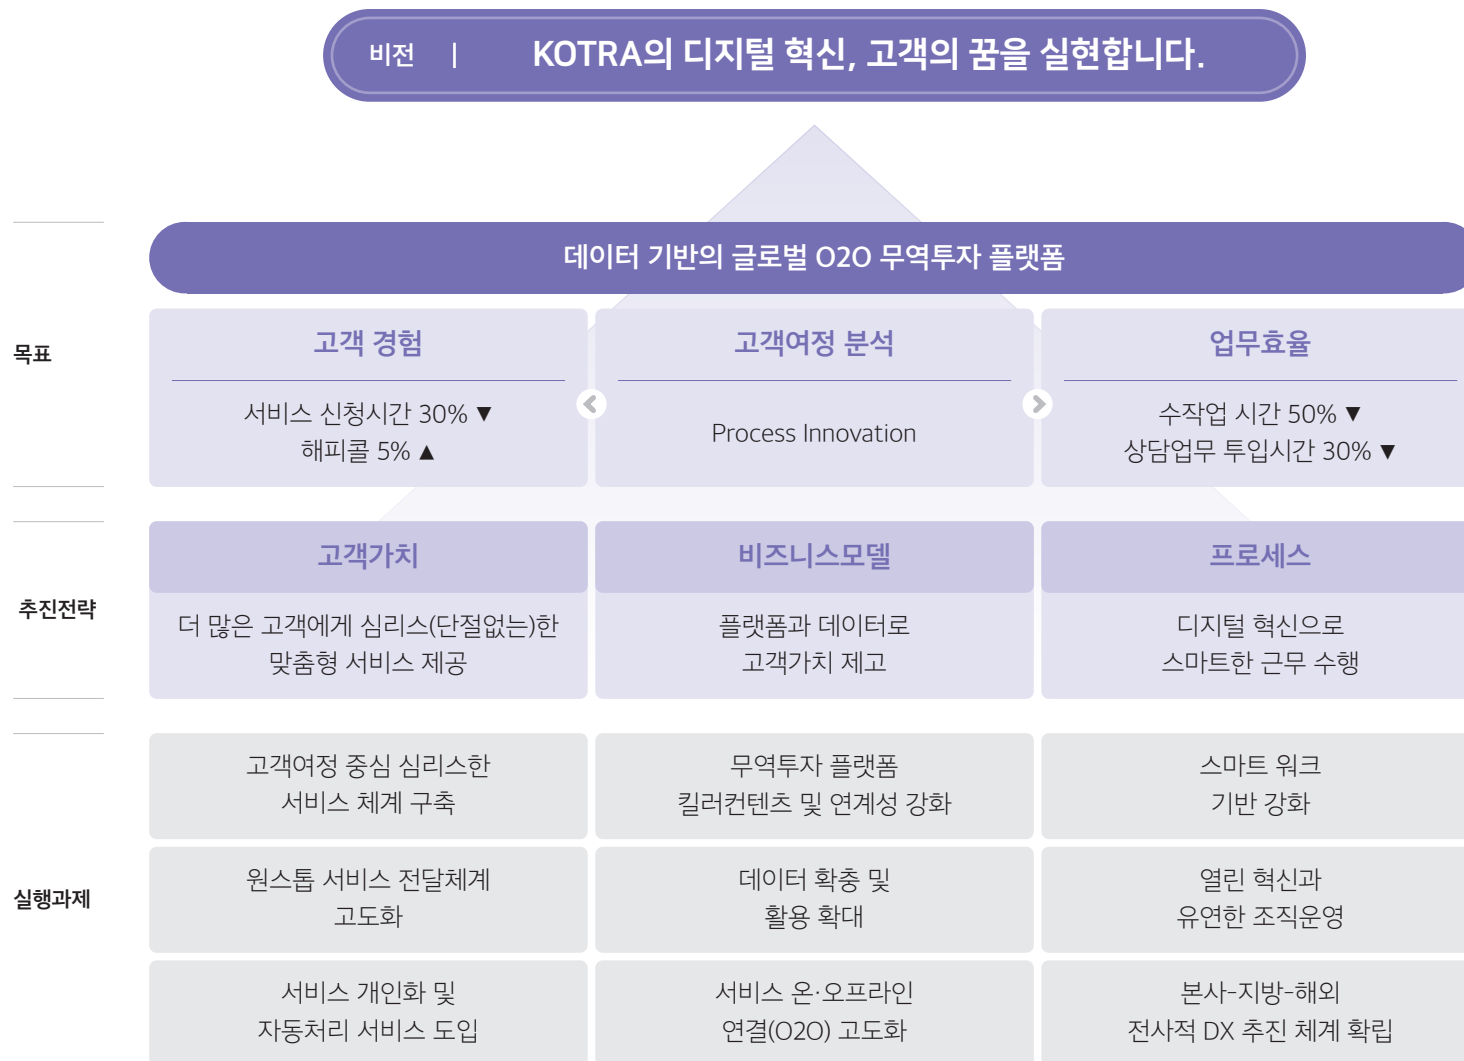 비전 | KOTRA의 디지털 혁신, 고객의 꿈을 실현합니다.
데이터 기반의 글로벌 O2O 무역투자 플랫폼
목표
고객 경험
서비스 신청시간 30% ▼
해피콜 5% ▲
고객여정 분석
Process Innovation
업무효율
수작업 시간 50% ▼
상담업무 투입시간 30% ▼
추진전략
고객가치
더 많은 고객에게 심리스(단절없는)한
맞춤형 서비스 제공
비즈니스모델
플랫폼과 데이터로
고객가치 제고
프로세스
디지털 혁신으로
스마트한 근무 수행
실행과제
고객여정 중심 심리스한
서비스 체계 구축
무역투자 플랫폼
킬러컨텐츠 및 연계성 강화
스마트 워크
기반 강화
원스톱 서비스 전달체계
고도화
데이터 확충 및
활용 확대
열린 혁신과
유연한 조직운영
서비스 개인화 및
자동처리 서비스 도입
서비스 온·오프라인
연결(O2O) 고도화
본사-지방-해외
전사적 DX 추진 체계 확립